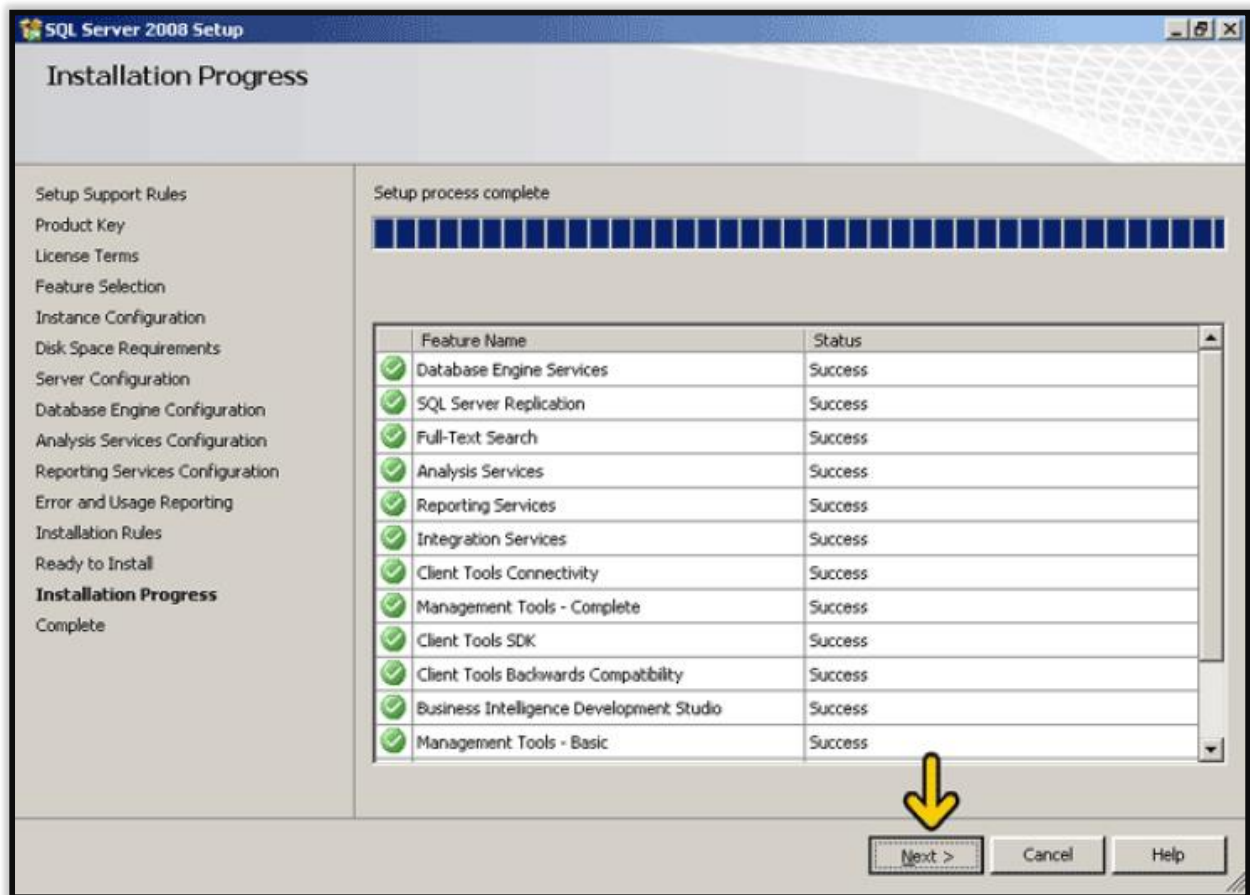 SQL Server 2008 Setup
Installation Progress
Setup Support Rules
Product Key
License Terms
Feature Selection
Instance Configuration
Disk Space Requirements
Server Configuration
Database Engine Configuration
Analysis Services Configuration
Reporting Services Configuration
Error and Usage Reporting
Installation Rules
Ready to Install
Installation Progress
Complete
Setup process complete
Feature Name Status
Database Engine Services Success
SQL Server Replication Success
Full-Text Search Success
Analysis Services Success
Reporting Services Success
Integration Services Success
Client Tools Connectivity Success
Management Tools - Complete Success
Client Tools SDK Success
Client Tools Backwards Compatibility Success
Business Intelligence Development Studio Success
Management Tools - Basic Success
Next > Cancel Help